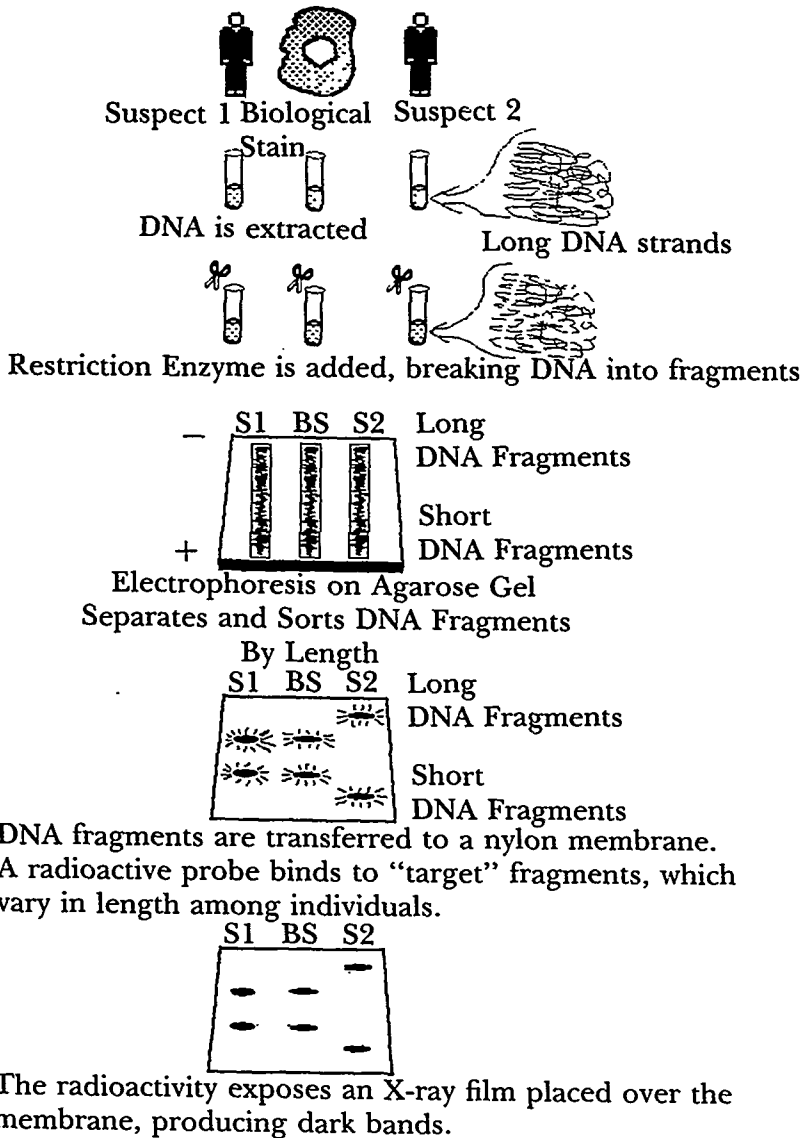 Suspect 1 Biological Suspect 2
Stain
DNA is extracted
Long DNA strands
Restriction Enzyme is added, breaking DNA into fragments
S1 BS S2 Long
— DNA Fragments
Short
+ DNA Fragments
Electrophoresis on Agarose Gel
Separates and Sorts DNA Fragments
By Length
S1 BS S2 Long
DNA Fragments
Short
DNA Fragments
DNA fragments are transferred to a nylon membrane.
A radioactive probe binds to “target” fragments, which
vary in length among individuals.
S1 BS S2
The radioactivity exposes an X-ray film placed over the
membrane, producing dark bands.